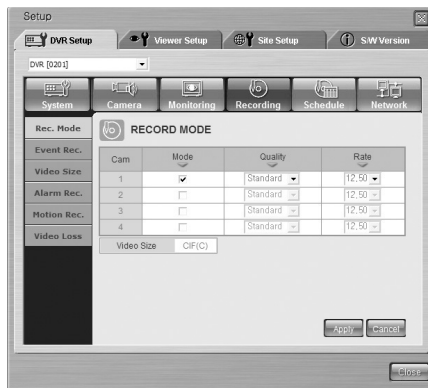 Setup
DVR Setup Viewer Setup Site Setup S/W Version
DVR [0201]
System Camera Monitoring Recording Schedule Network
Rec. Mode
Event Rec.
Video Size
Alarm Rec.
Motion Rec.
Video Loss
RECORD MODE
Cam Mode Quality Rate
1 Standard 12,50
2 Standard 12,50
3 Standard 12,50
4 Standard 12,50
Video Size CIF(C)
Apply Cancel
Close